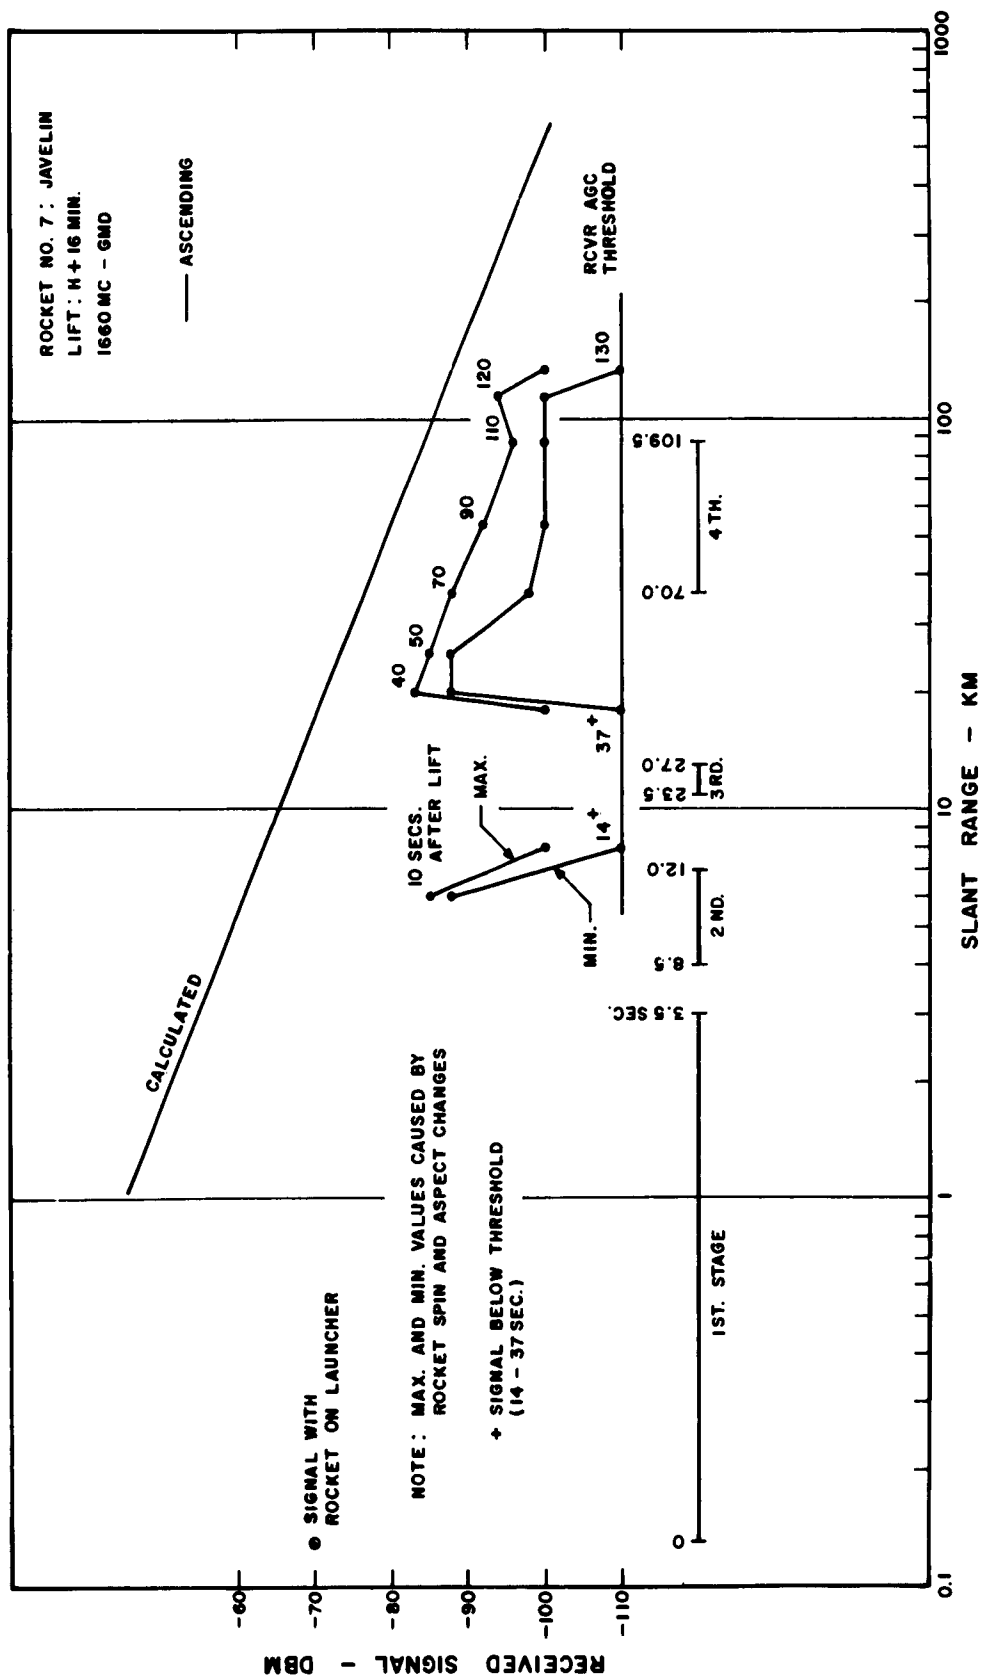 ROCKET NO. 7 : JAVELIN
LIFT : H + 16 MIN.
1660 MC - GMD
— ASCENDING
CALCULATED
SIGNAL WITH
ROCKET ON LAUNCHER
NOTE : MAX. AND MIN. VALUES CAUSED BY
ROCKET SPIN AND ASPECT CHANGES
+ SIGNAL BELOW THRESHOLD
(14 - 37 SEC.)
10 SECS.
AFTER LIFT
MAX.
MIN.
14+
37+
40
50
70
90
110
120
130
RCVR AGC
THRESHOLD
0
3.5 SEC.
8.5
12.0
23.5
27.0
70.0
109.5
1ST. STAGE
2 ND.
3 RD.
4 TH.
-60
-70
-80
-90
-100
-110
RECEIVED SIGNAL - DBM
0.1
1
10
100
1000
SLANT RANGE - KM